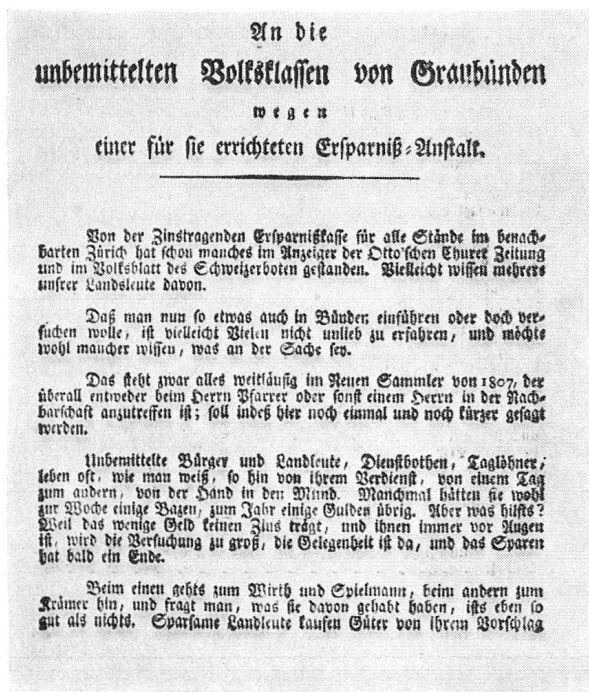 An die
unbemittelten Volksklassen von Graubünden
wegen
einer für sie errichteten Ersparniß-Anstalt.
Von der Zinstragenden Ersparnißkasse für alle Stände im benach-
barten Zürich hat schon manches im Anzeiger der Otto'schen Churer Zeitung
und im Volksblatt des Schweizerboten gestanden. Vielleicht wissen mehrere
unsrer Landsleute davon.
Daß man nun so etwas auch in Bünden einführen oder doch ver-
suchen wolle, ist vielleicht Vielen nicht unlieb zu erfahren, und möchte
wohl mancher wissen, was an der Sache sey.
Das steht zwar alles weitläufig im Neuen Sammler von 1807, der
überall entweder beim Herrn Pfarrer oder sonst einem Herrn in der Nach-
barschaft anzutreffen ist; soll indeß hier noch einmal und noch kürzer gesagt
werden.
Unbemittelte Bürger und Landleute, Dienstbothen, Taglöhner,
leben oft, wie man weiß, so hin von ihrem Verdienst, von einem Tag
zum andern, von der Hand in den Mund. Manchmal hätten sie wohl
zur Woche einige Bazen, zum Jahr einige Gulden übrig. Aber was hilfts?
Weil das wenige Geld keinen Zins trägt, und ihnen immer vor Augen
ist, wird die Versuchung zu groß, die Gelegenheit ist da, und das Sparen
hat bald ein Ende.
Beim einen gehts zum Wirth und Spielmann, beim andern zum
Krämer hin, und fragt man, was sie davon gehabt haben, ists eben so
gut als nichts. Sparsame Landleute kaufen Güter von ihrem Vorschlag